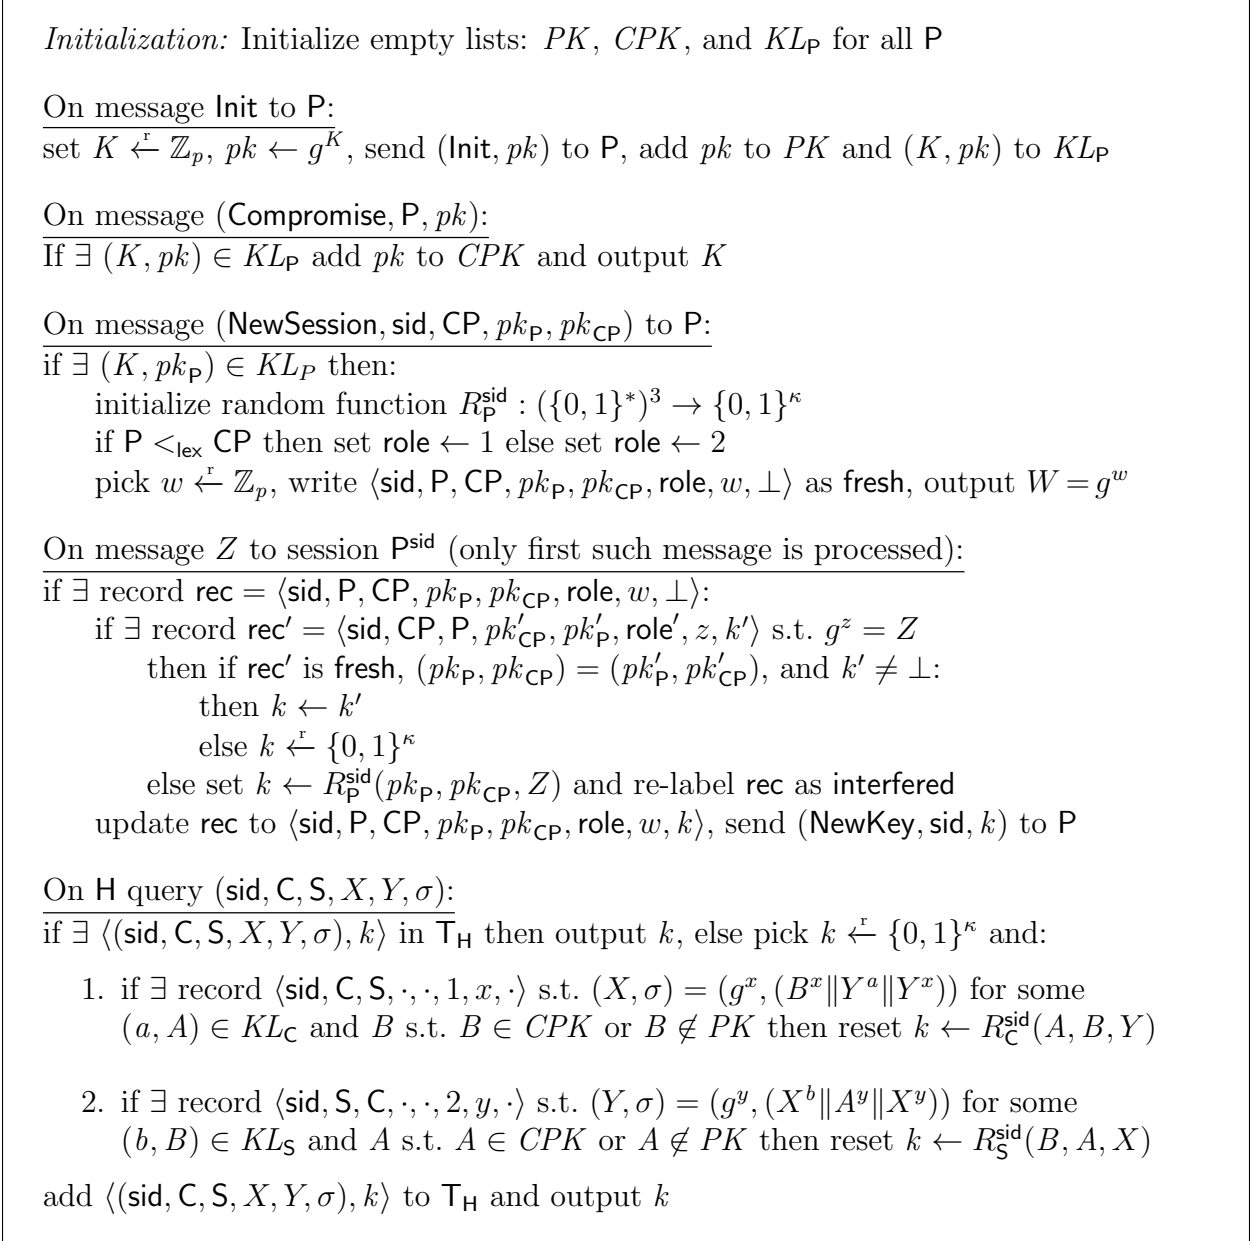 Initialization: Initialize empty lists: PK, CPK, and KL_P for all P
On message Init to P:
set K ←^r ℤ_p, pk ← g^K, send (Init, pk) to P, add pk to PK and (K, pk) to KL_P
On message (Compromise, P, pk):
If ∃ (K, pk) ∈ KL_P add pk to CPK and output K
On message (NewSession, sid, CP, pk_P, pk_CP) to P:
if ∃ (K, pk_P) ∈ KL_P then:
initialize random function R_P^sid : ({0, 1}*)^3 → {0, 1}^κ
if P <_lex CP then set role ← 1 else set role ← 2
pick w ←^r ℤ_p, write ⟨sid, P, CP, pk_P, pk_CP, role, w, ⊥⟩ as fresh, output W = g^w
On message Z to session P^sid (only first such message is processed):
if ∃ record rec = ⟨sid, P, CP, pk_P, pk_CP, role, w, ⊥⟩:
if ∃ record rec′ = ⟨sid, CP, P, pk′_CP, pk′_P, role′, z, k′⟩ s.t. g^z = Z
then if rec′ is fresh, (pk_P, pk_CP) = (pk′_P, pk′_CP), and k′ ≠ ⊥:
then k ← k′
else k ←^r {0, 1}^κ
else set k ← R_P^sid(pk_P, pk_CP, Z) and re-label rec as interfered
update rec to ⟨sid, P, CP, pk_P, pk_CP, role, w, k⟩, send (NewKey, sid, k) to P
On H query (sid, C, S, X, Y, σ):
if ∃ ⟨(sid, C, S, X, Y, σ), k⟩ in T_H then output k, else pick k ←^r {0, 1}^κ and:
1. if ∃ record ⟨sid, C, S, ·, ·, 1, x, ·⟩ s.t. (X, σ) = (g^x, (B^x‖Y^a‖Y^x)) for some
(a, A) ∈ KL_C and B s.t. B ∈ CPK or B ∉ PK then reset k ← R_C^sid(A, B, Y)
2. if ∃ record ⟨sid, S, C, ·, ·, 2, y, ·⟩ s.t. (Y, σ) = (g^y, (X^b‖A^y‖X^y)) for some
(b, B) ∈ KL_S and A s.t. A ∈ CPK or A ∉ PK then reset k ← R_S^sid(B, A, X)
add ⟨(sid, C, S, X, Y, σ), k⟩ to T_H and output k